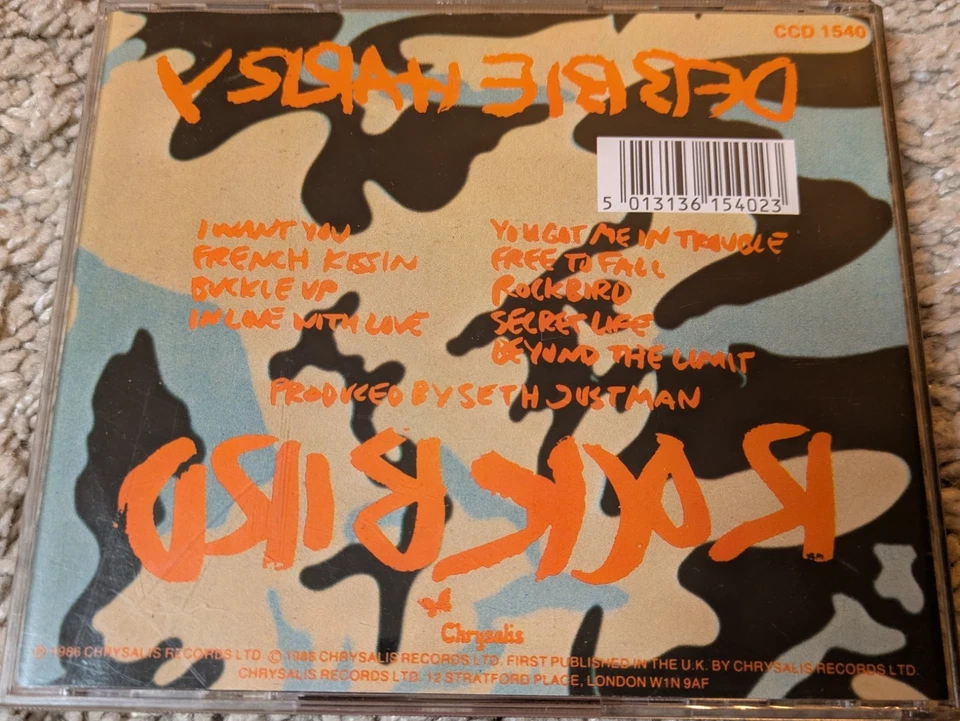 CCD 1540
DEBBIE HARRY
5 013136 154023
I WANT YOU
FRENCH KISSIN
BUCKLE UP
IN LOVE WITH LOVE
YOU GOT ME IN TROUBLE
FREE TO FALL
ROCKBIRD
SECRET LIFE
BEYOND THE LIMIT
PRODUCED BY SETH JUSTMAN
ROCKBIRD
Chrysalis
℗ 1986 CHRYSALIS RECORDS LTD. © 1986 CHRYSALIS RECORDS LTD. FIRST PUBLISHED IN THE U.K. BY CHRYSALIS RECORDS LTD.
CHRYSALIS RECORDS LTD. 12 STRATFORD PLACE, LONDON W1N 9AF